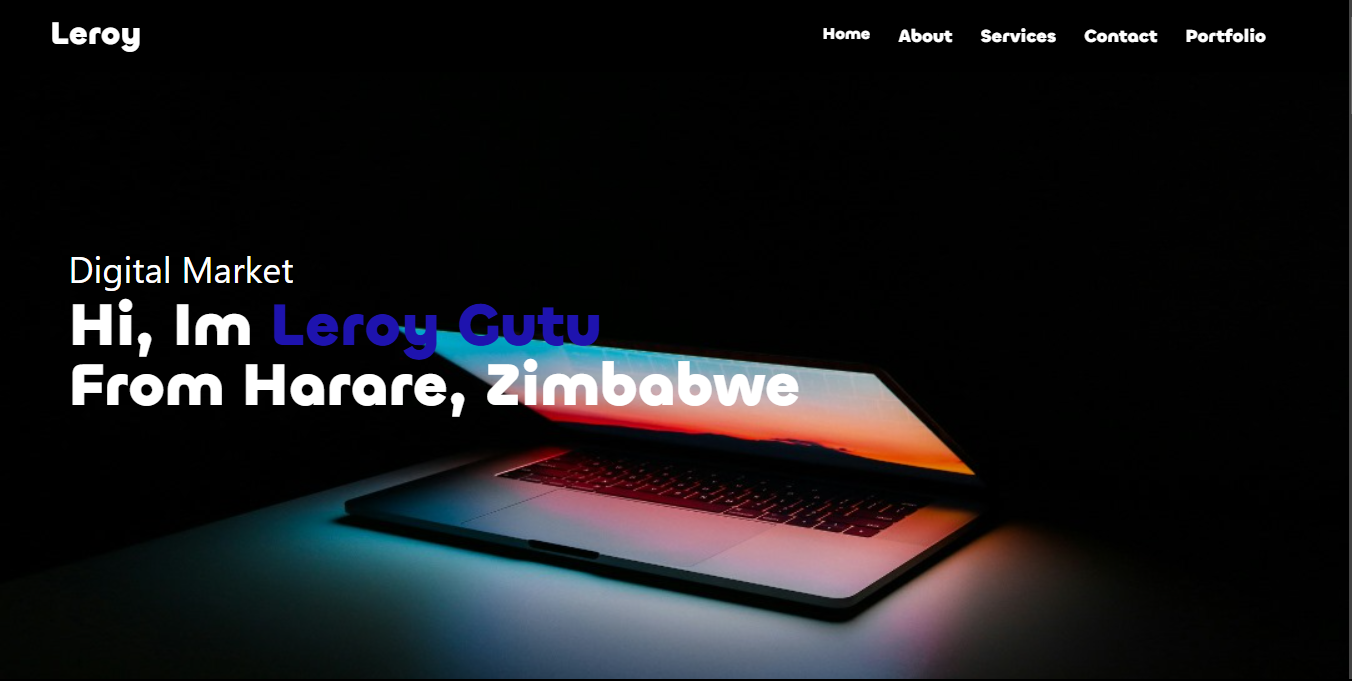 Leroy
Home About Services Contact Portfolio
Digital Market
Hi, Im Leroy Gutu
From Harare, Zimbabwe